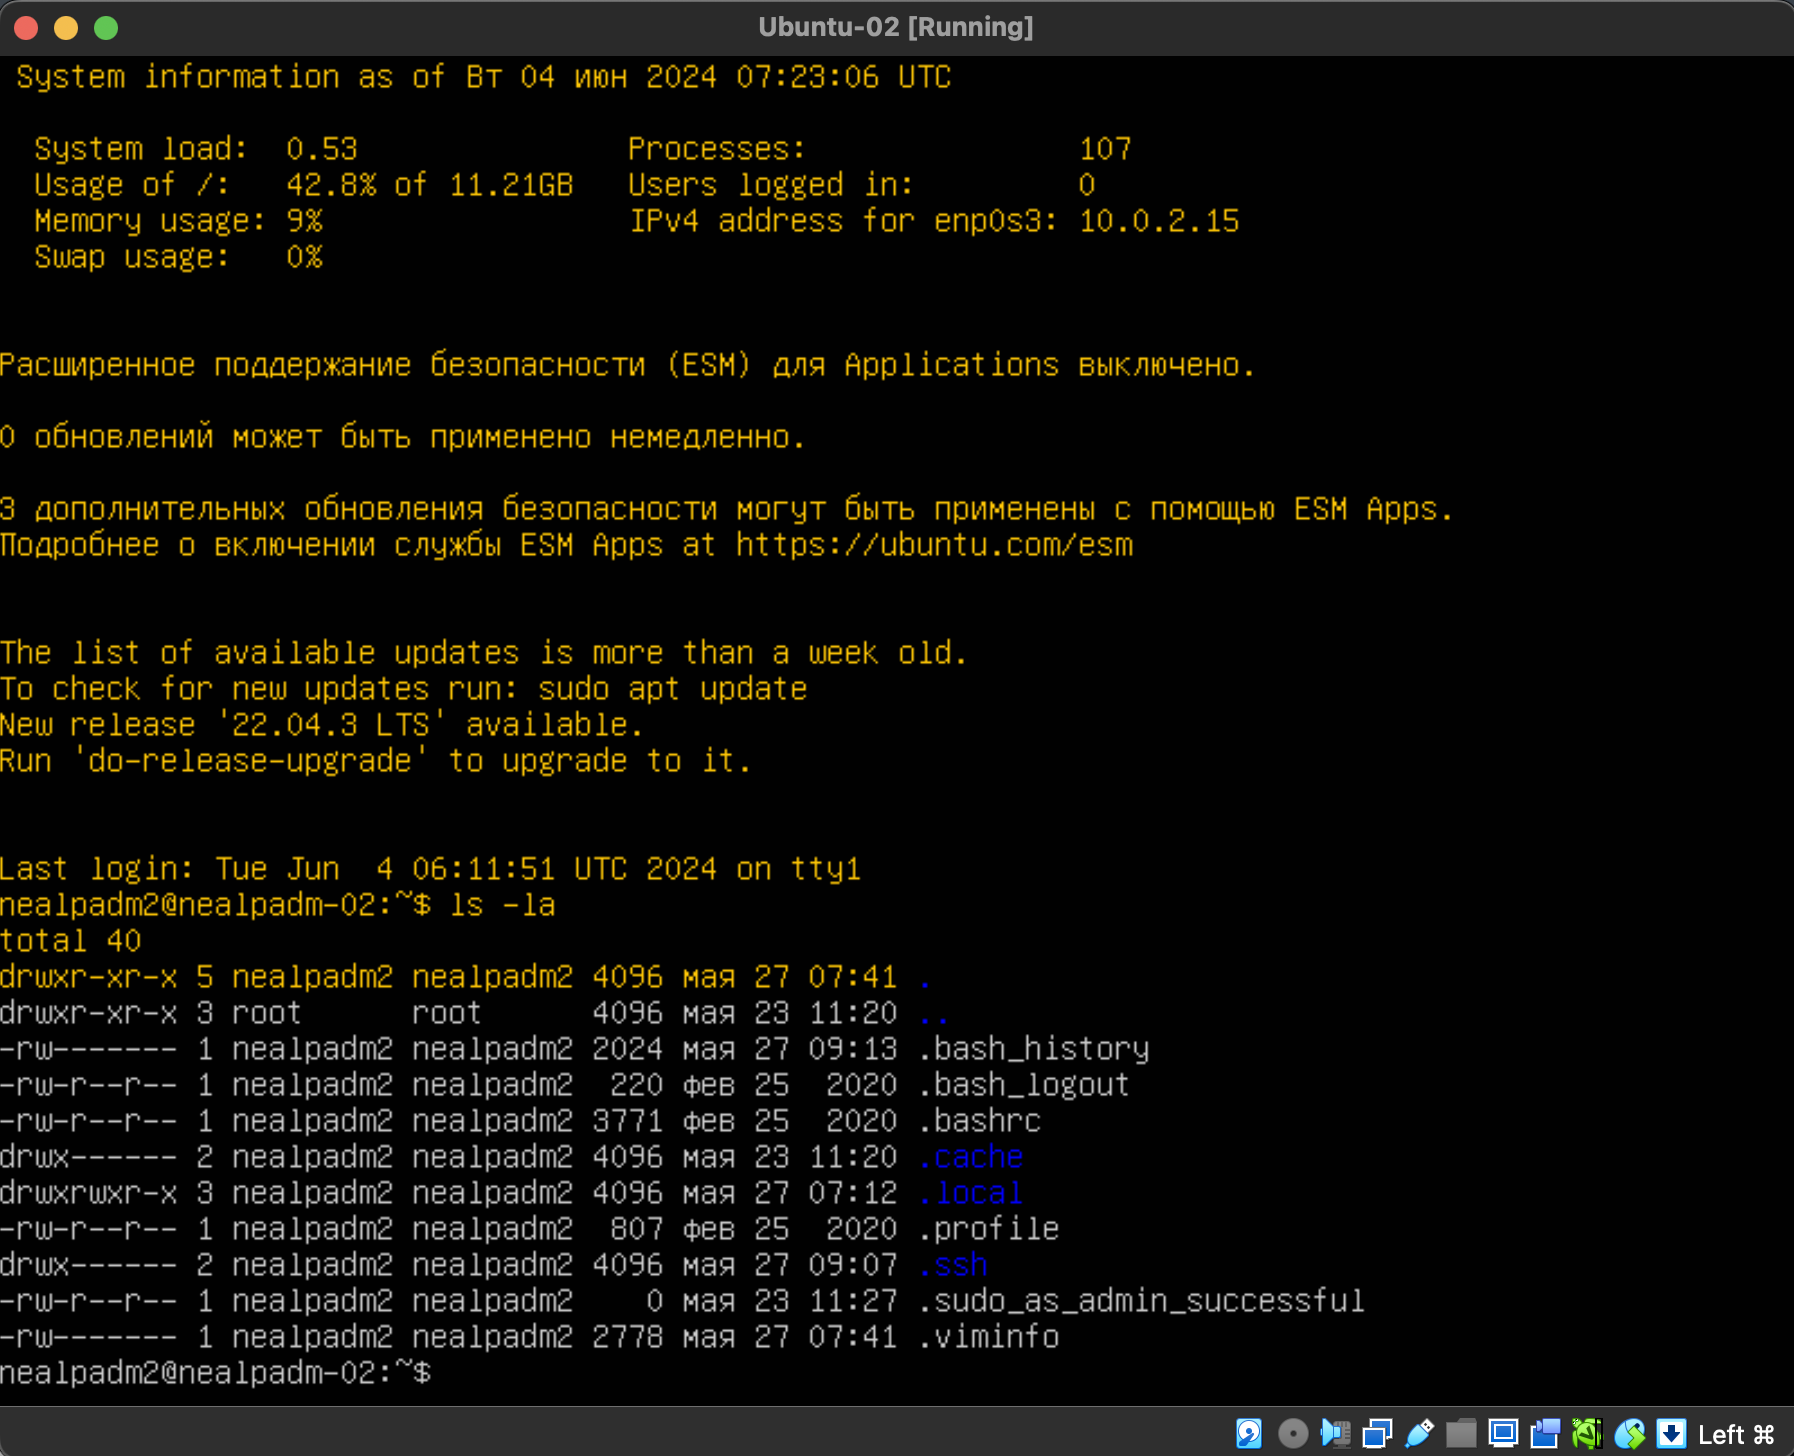 Ubuntu-02 [Running]
System information as of Вт 04 июн 2024 07:23:06 UTC
System load:  0.53               Processes:               107
Usage of /:   42.8% of 11.21GB   Users logged in:         0
Memory usage: 9%                 IPv4 address for enp0s3: 10.0.2.15
Swap usage:   0%
Расширенное поддержание безопасности (ESM) для Applications выключено.
0 обновлений может быть применено немедленно.
3 дополнительных обновления безопасности могут быть применены с помощью ESM Apps.
Подробнее о включении службы ESM Apps at https://ubuntu.com/esm
The list of available updates is more than a week old.
To check for new updates run: sudo apt update
New release '22.04.3 LTS' available.
Run 'do-release-upgrade' to upgrade to it.
Last login: Tue Jun  4 06:11:51 UTC 2024 on tty1
nealpadm2@nealpadm-02:~$ ls -la
total 40
drwxr-xr-x 5 nealpadm2 nealpadm2 4096 мая 27 07:41 .
drwxr-xr-x 3 root      root      4096 мая 23 11:20 ..
-rw------- 1 nealpadm2 nealpadm2 2024 мая 27 09:13 .bash_history
-rw-r--r-- 1 nealpadm2 nealpadm2  220 фев 25  2020 .bash_logout
-rw-r--r-- 1 nealpadm2 nealpadm2 3771 фев 25  2020 .bashrc
drwx------ 2 nealpadm2 nealpadm2 4096 мая 23 11:20 .cache
drwxrwxr-x 3 nealpadm2 nealpadm2 4096 мая 27 07:12 .local
-rw-r--r-- 1 nealpadm2 nealpadm2  807 фев 25  2020 .profile
drwx------ 2 nealpadm2 nealpadm2 4096 мая 27 09:07 .ssh
-rw-r--r-- 1 nealpadm2 nealpadm2    0 мая 23 11:27 .sudo_as_admin_successful
-rw------- 1 nealpadm2 nealpadm2 2778 мая 27 07:41 .viminfo
nealpadm2@nealpadm-02:~$
Left ⌘